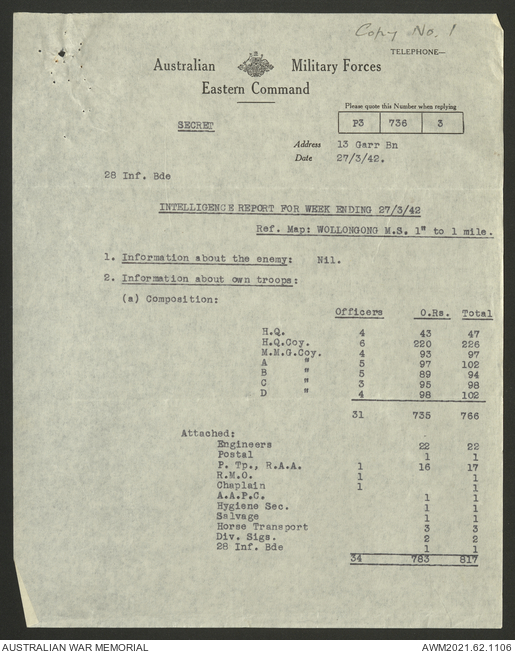 Copy No. 1
TELEPHONE—
Australian Military Forces
Eastern Command
Please quote this Number when replying
SECRET
P3 736 3
Address 13 Garr Bn
Date 27/3/42.
28 Inf. Bde
INTELLIGENCE REPORT FOR WEEK ENDING 27/3/42
Ref. Map: WOLLONGONG M.S. 1" to 1 mile.
1. Information about the enemy: Nil.
2. Information about own troops:
(a) Composition:
Officers O.Rs. Total
H.Q. 4 43 47
H.Q.Coy. 6 220 226
M.M.G.Coy. 4 93 97
A " 5 97 102
B " 5 89 94
C " 3 95 98
D " 4 98 102
31 735 766
Attached:
Engineers 22 22
Postal 1 1
P. Tp., R.A.A. 1 16 17
R.M.O. 1 1
Chaplain 1 1
A.A.P.C. 1 1
Hygiene Sec. 1 1
Salvage 1 1
Horse Transport 3 3
Div. Sigs. 2 2
28 Inf. Bde 1 1
34 783 817
AUSTRALIAN WAR MEMORIAL
AWM2021.62.1106